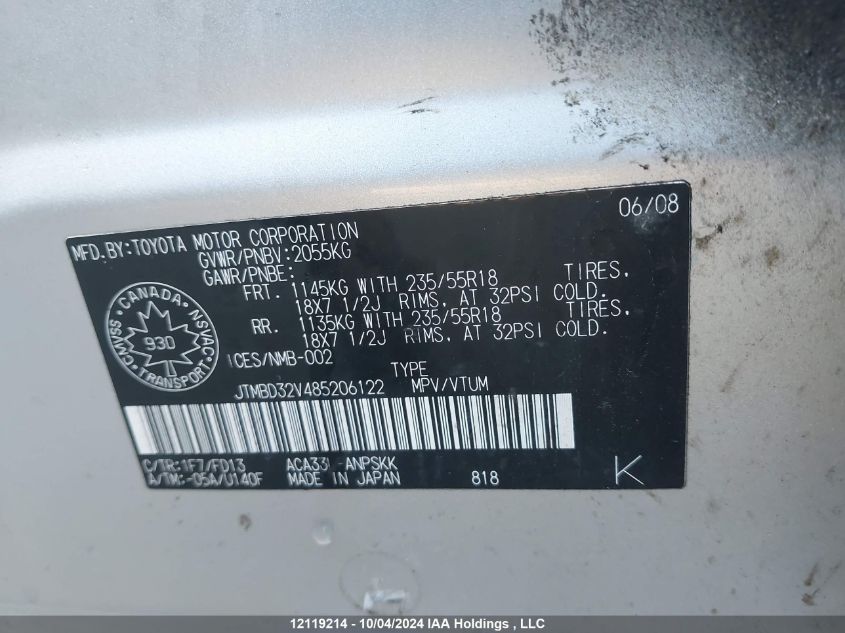 06/08
MFD.BY:TOYOTA MOTOR CORPORATION
GVWR/PNBV:2055KG
GAWR/PNBE:
FRT. 1145KG WITH 235/55R18 TIRES.
18X7 1/2J RIMS. AT 32PSI COLD.
RR. 1135KG WITH 235/55R18 TIRES.
18X7 1/2J RIMS. AT 32PSI COLD.
CANADA
CMVSS 930 NSVAC
TRANSPORT
ICES/NMB-002
TYPE
JTMBD32V485206122 MPV/VTUM
C/TR:1F7/FD13 ACA33L-ANPSKK
A/TM:-05A/U140F MADE IN JAPAN 818 K
12119214 - 10/04/2024 IAA Holdings , LLC